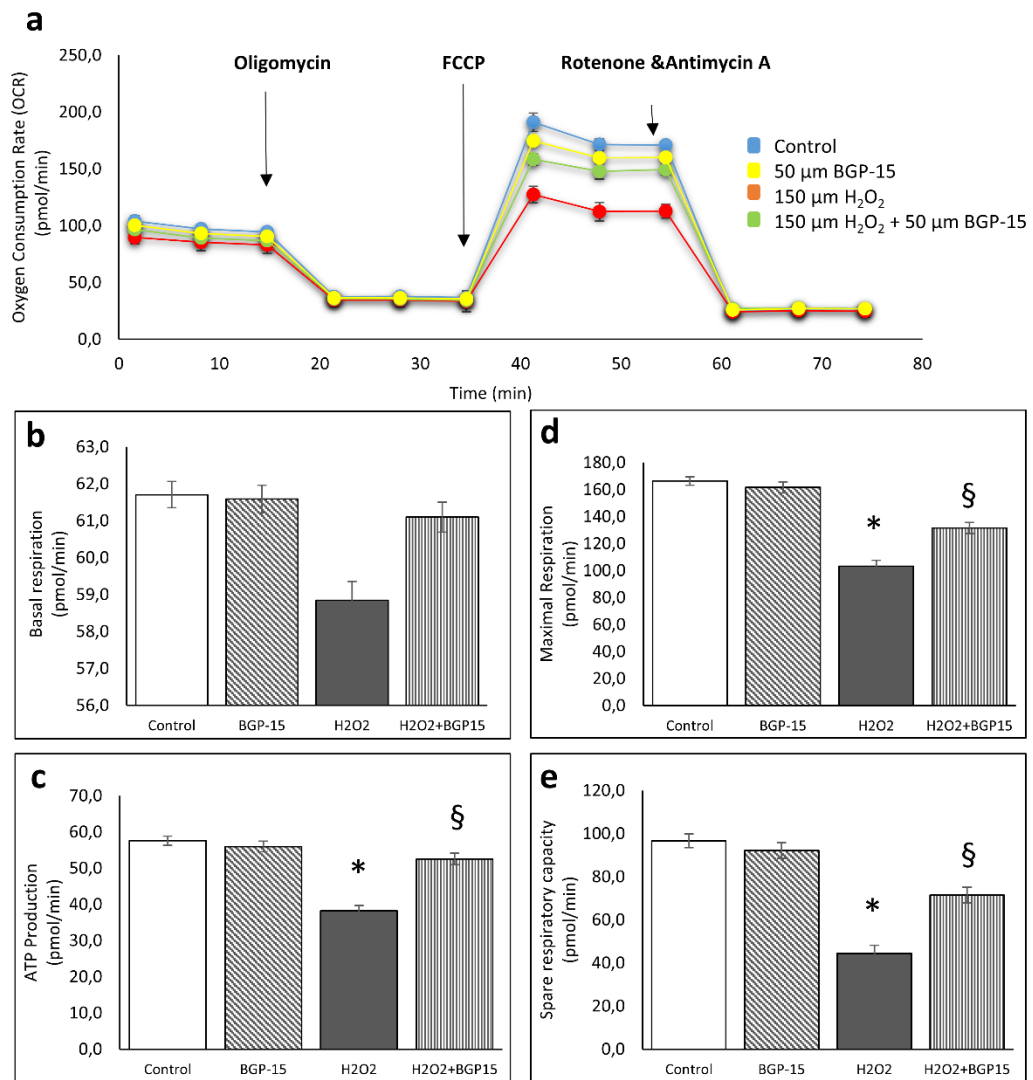 a
Oxygen Consumption Rate (OCR)
(pmol/min)
250,0
200,0
150,0
100,0
50,0
0,0
Oligomycin
FCCP
Rotenone &Antimycin A
Control
50 µm BGP-15
150 µm H₂O₂
150 µm H₂O₂ + 50 µm BGP-15
0 10 20 30 40 50 60 70 80
Time (min)
b
Basal respiration
(pmol/min)
63,0
62,0
61,0
60,0
59,0
58,0
57,0
56,0
Control BGP-15 H2O2 H2O2+BGP15
d
Maximal Respiration
(pmol/min)
180,0
160,0
140,0
120,0
100,0
80,0
60,0
40,0
20,0
0,0
*
§
Control BGP-15 H2O2 H2O2+BGP15
c
ATP Production
(pmol/min)
70,0
60,0
50,0
40,0
30,0
20,0
10,0
0,0
*
§
Control BGP-15 H2O2 H2O2+BGP15
e
Spare respiratory capacity
(pmol/min)
120,0
100,0
80,0
60,0
40,0
20,0
0,0
*
§
Control BGP-15 H2O2 H2O2+BGP15